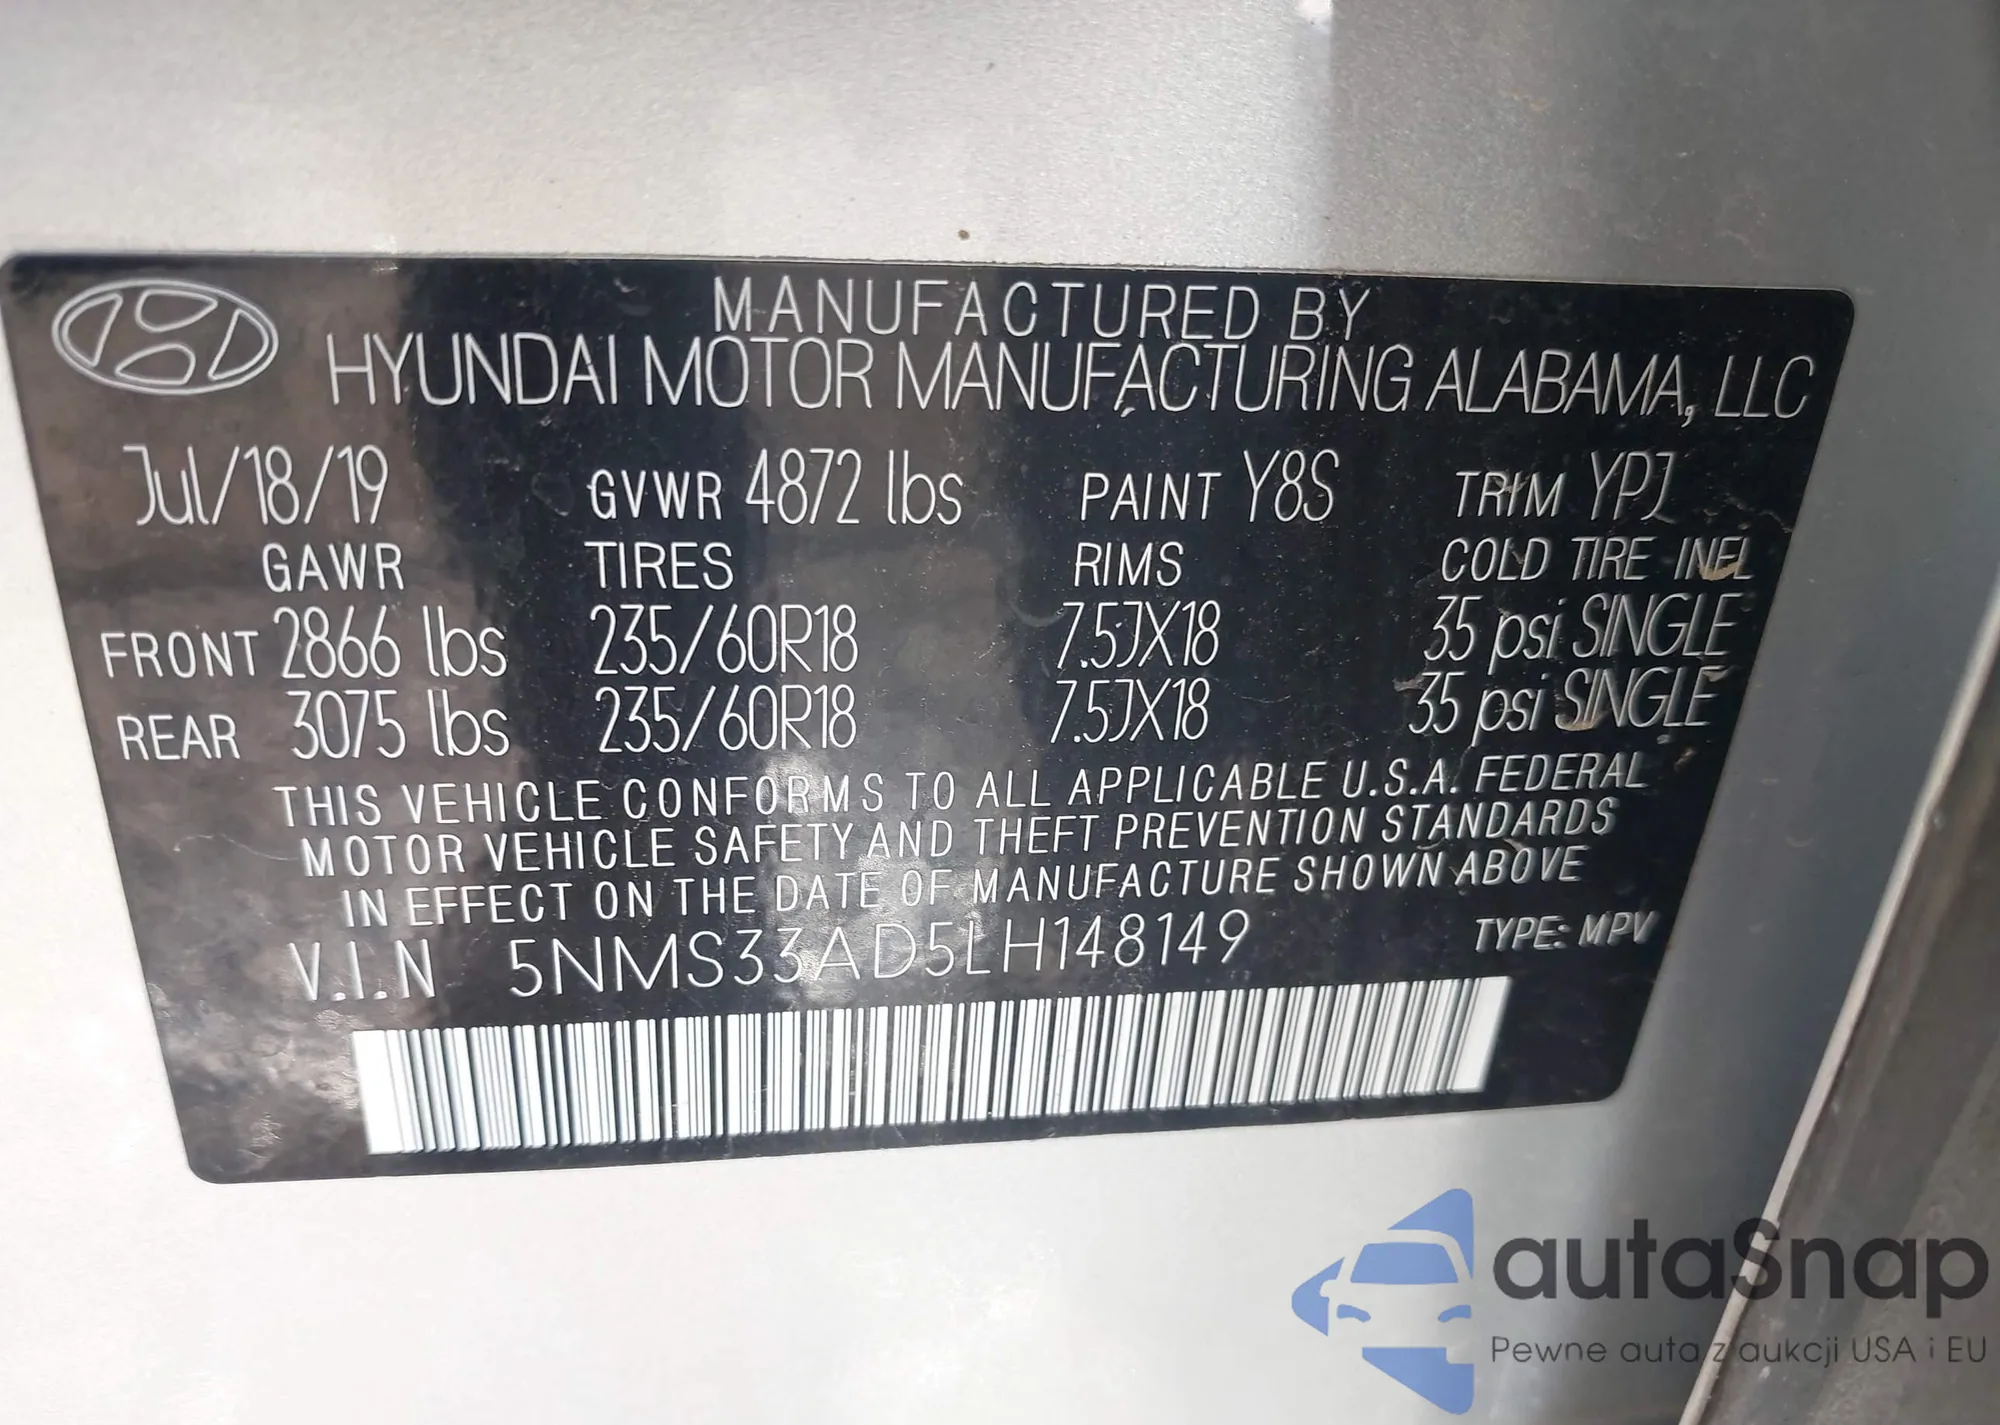 MANUFACTURED BY
HYUNDAI MOTOR MANUFACTURING ALABAMA, LLC
Jul/18/19 GVWR 4872 lbs PAINT Y8S TRIM YPJ
GAWR TIRES RIMS COLD TIRE INFL
FRONT 2866 lbs 235/60R18 7.5JX18 35 psi SINGLE
REAR 3075 lbs 235/60R18 7.5JX18 35 psi SINGLE
THIS VEHICLE CONFORMS TO ALL APPLICABLE U.S.A. FEDERAL
MOTOR VEHICLE SAFETY AND THEFT PREVENTION STANDARDS
IN EFFECT ON THE DATE OF MANUFACTURE SHOWN ABOVE
V.I.N 5NMS33AD5LH148149 TYPE: MPV
autaSnap
Pewne auta z aukcji USA i EU